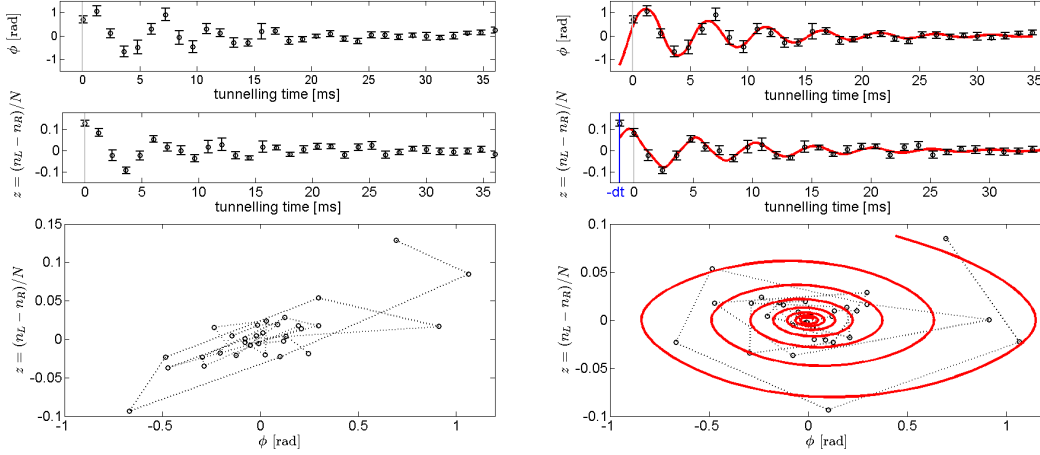 ϕ [rad]
1
0
-1
0 5 10 15 20 25 30 35
tunnelling time [ms]
z = (n_L − n_R)/N
0.1
0
-0.1
0 5 10 15 20 25 30 35
tunnelling time [ms]
z = (n_L − n_R)/N
0.15
0.1
0.05
0
-0.05
-0.1
-1 -0.5 0 0.5 1
ϕ [rad]
ϕ [rad]
1
0
-1
0 5 10 15 20 25 30 35
tunnelling time [ms]
z = (n_L − n_R)/N
0.1
0
-0.1
-dt 0 5 10 15 20 25 30
tunnelling time [ms]
z = (n_L − n_R)/N
0.1
0.05
0
-0.05
-0.1
-1 -0.5 0 0.5 1
ϕ [rad]